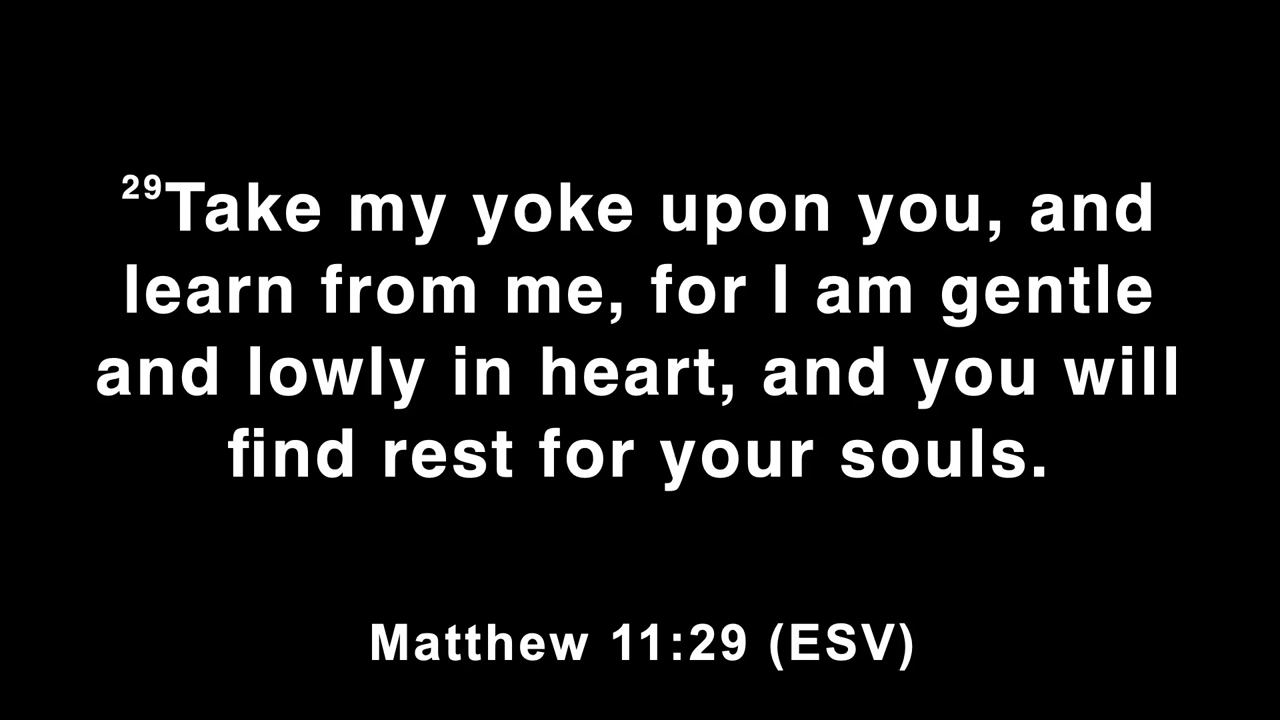 29Take my yoke upon you, and
learn from me, for I am gentle
and lowly in heart, and you will
find rest for your souls.
Matthew 11:29 (ESV)